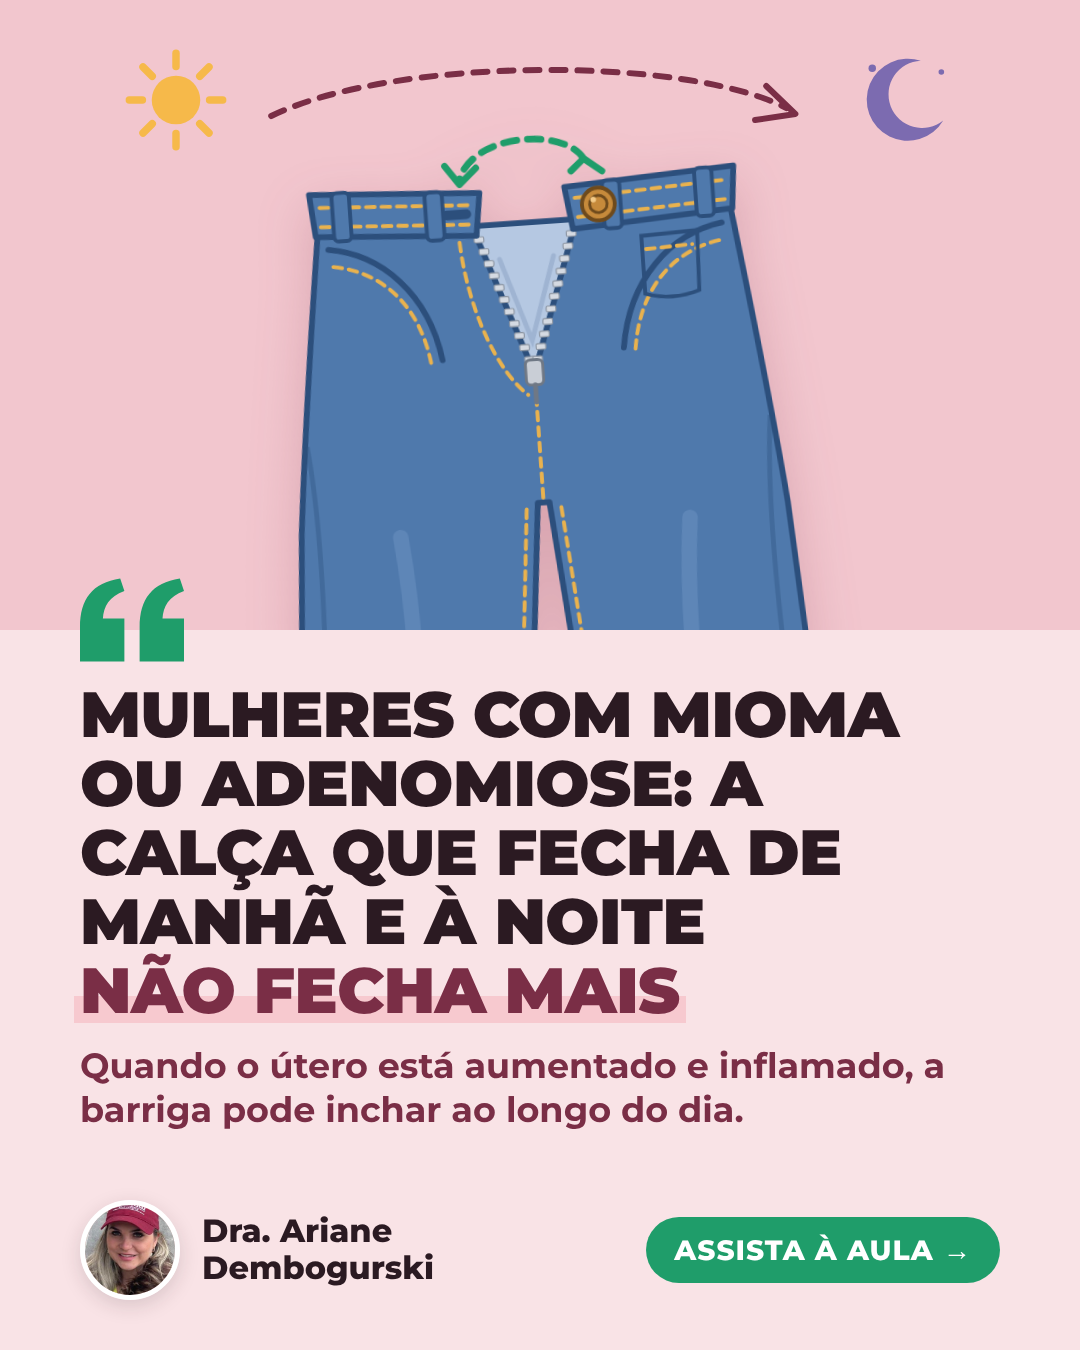 MULHERES COM MIOMA
OU ADENOMIOSE: A
CALÇA QUE FECHA DE
MANHÃ E À NOITE
NÃO FECHA MAIS
Quando o útero está aumentado e inflamado, a
barriga pode inchar ao longo do dia.
Dra. Ariane
Dembogurski
ASSISTA À AULA →